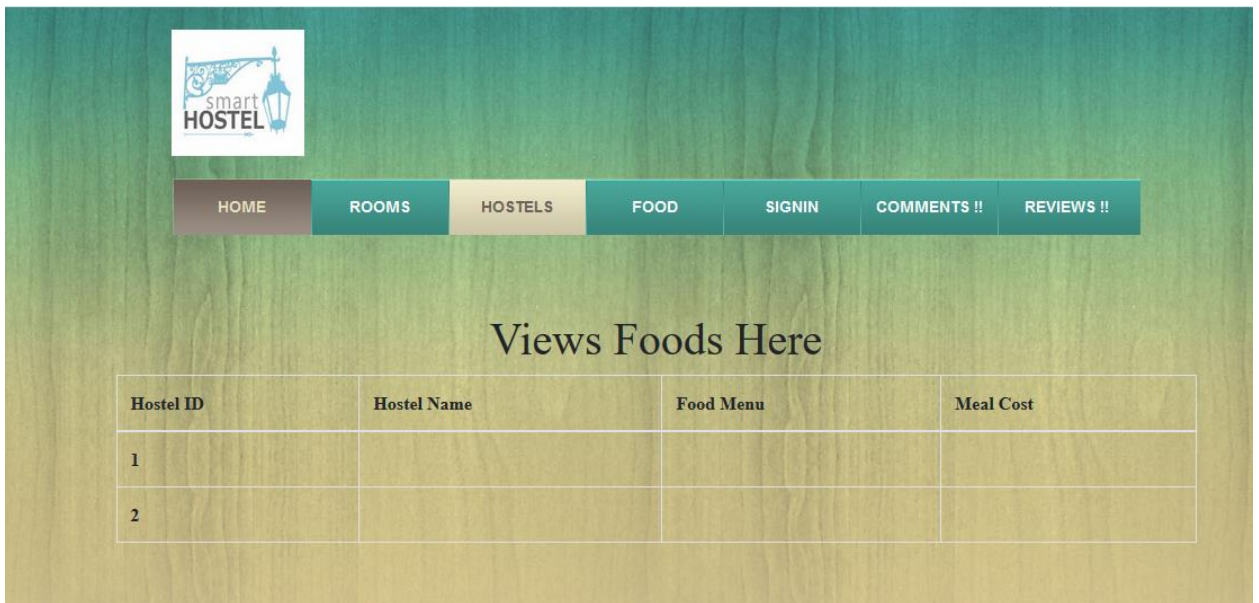 smart
HOSTEL
HOME ROOMS HOSTELS FOOD SIGNIN COMMENTS !! REVIEWS !!
Views Foods Here
Hostel ID Hostel Name Food Menu Meal Cost
1
2